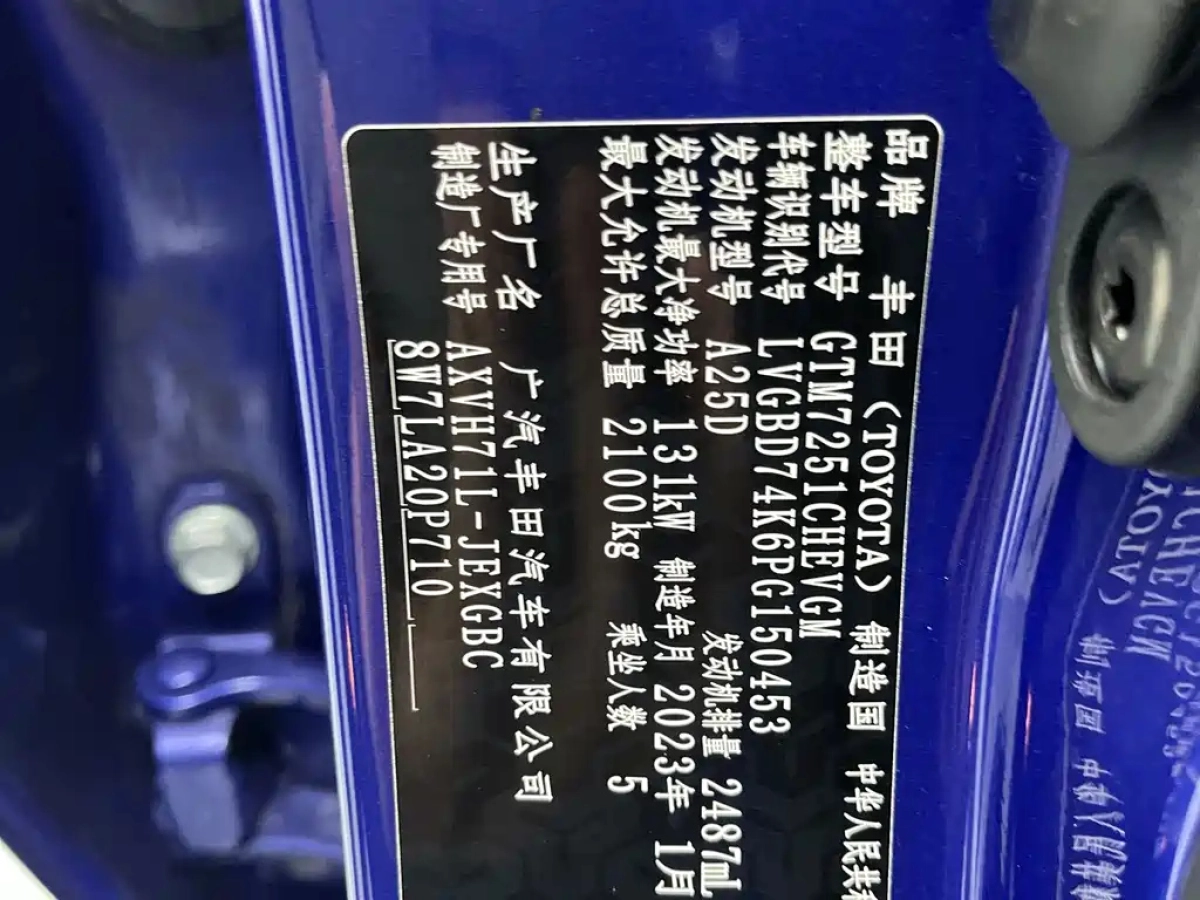 品牌 丰田 (TOYOTA) 制造国 中华人民共和
整车型号 GTM7251CHEVGM
车辆识别代号 LVGBD74K6PG150453
发动机型号 A25D 发动机排量 2487mL
发动机最大净功率 131kW 制造年月 2023年 1月
最大允许总质量 2100kg 乘坐人数 5
生产厂名 广汽丰田汽车有限公司
制造厂专用号 AXVH71L-JEXGBC
8W7LA20P710